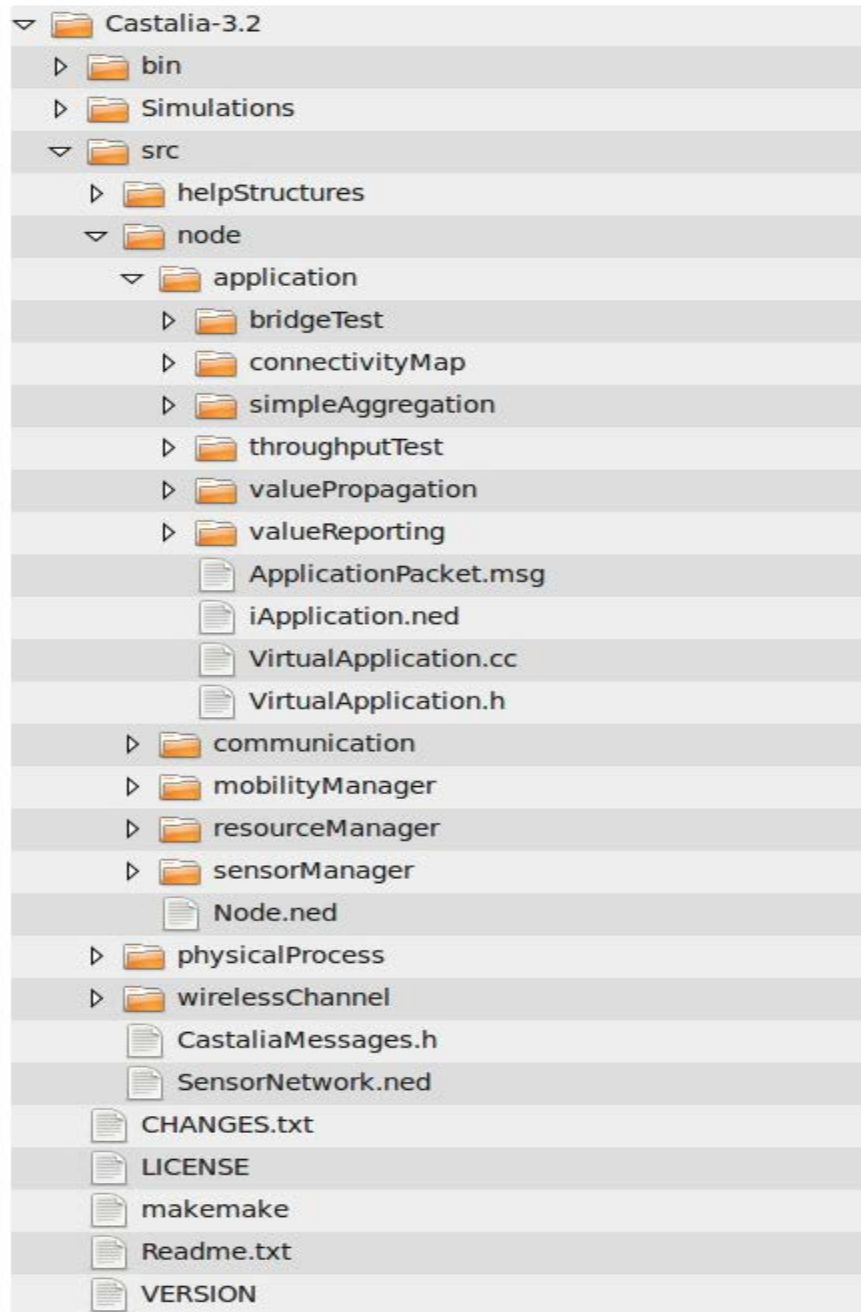 Castalia-3.2
bin
Simulations
src
helpStructures
node
application
bridgeTest
connectivityMap
simpleAggregation
throughputTest
valuePropagation
valueReporting
ApplicationPacket.msg
iApplication.ned
VirtualApplication.cc
VirtualApplication.h
communication
mobilityManager
resourceManager
sensorManager
Node.ned
physicalProcess
wirelessChannel
CastaliaMessages.h
SensorNetwork.ned
CHANGES.txt
LICENSE
makemake
Readme.txt
VERSION